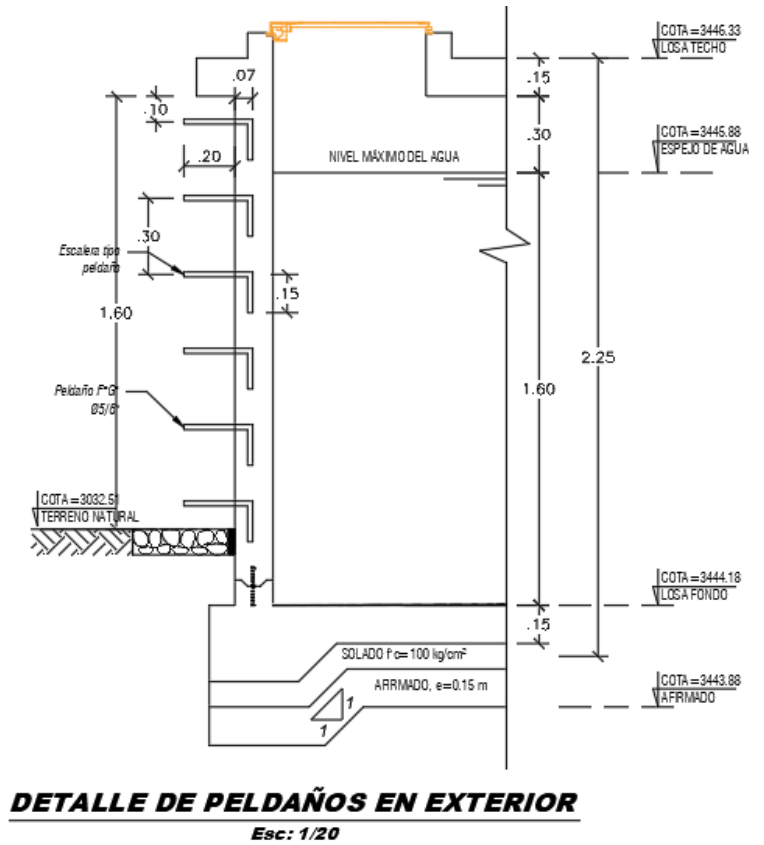 COTA=3446.33
LOSA TECHO
.07
.15
.10
.30
COTA=3445.88
ESPEJO DE AGUA
.20
NIVEL MÁXIMO DEL AGUA
.30
Escalera tipo
peldaño
.15
1.60
2.25
1.60
Peldaño F°G°
Ø5/8"
COTA=3032.51
TERRENO NATURAL
COTA=3444.18
LOSA FONDO
.15
SOLADO f'c=100 kg/cm²
AFIRMADO, e=0.15 m
COTA=3443.88
AFIRMADO
1
1
DETALLE DE PELDAÑOS EN EXTERIOR
Esc: 1/20